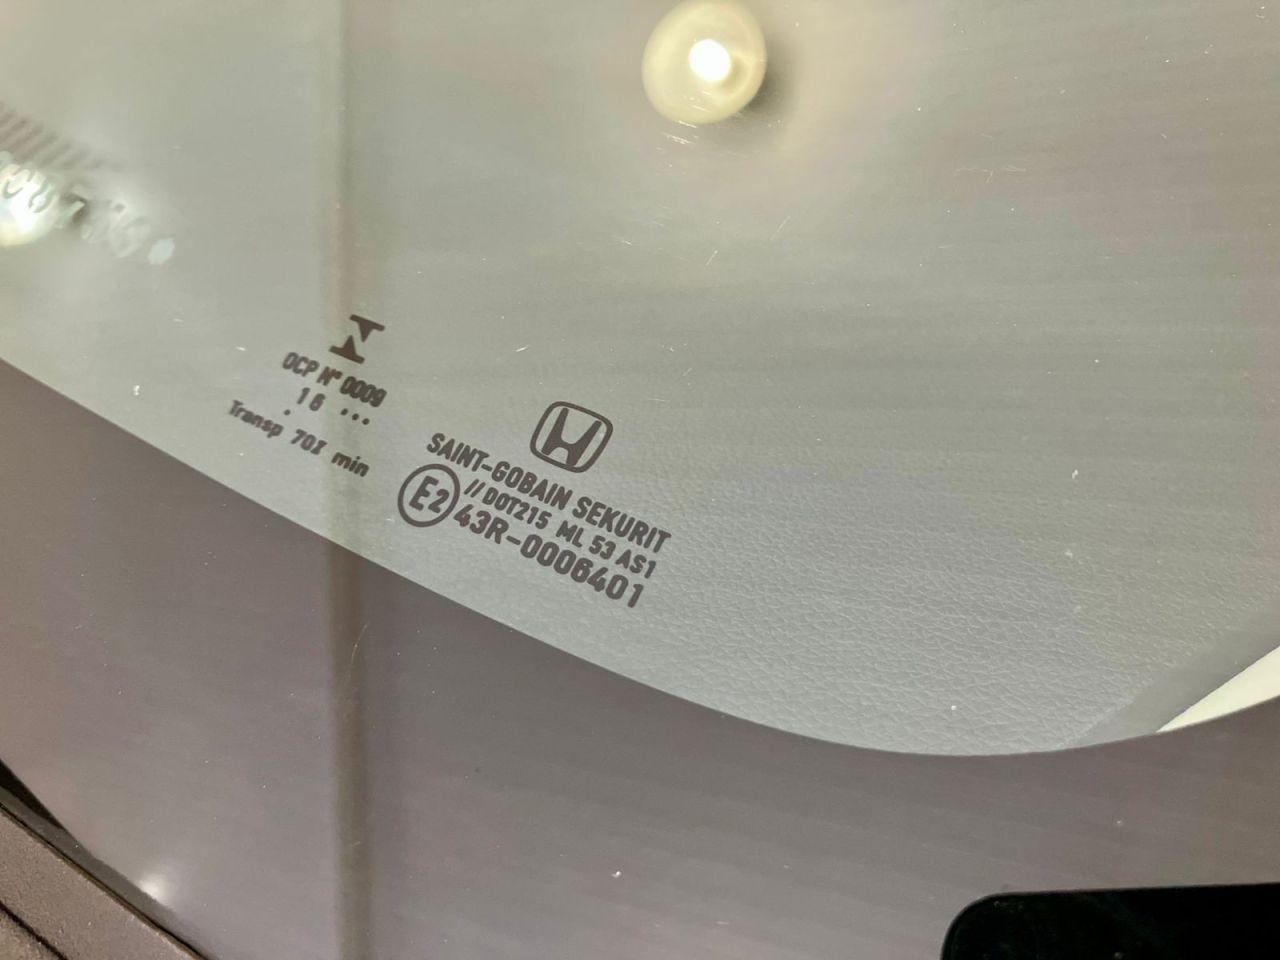 OCP Nº 0009
. 16 ...
Transp 70% min
SAINT-GOBAIN SEKURIT
// DOT215 ML 53 AS1
E2 43R-0006401